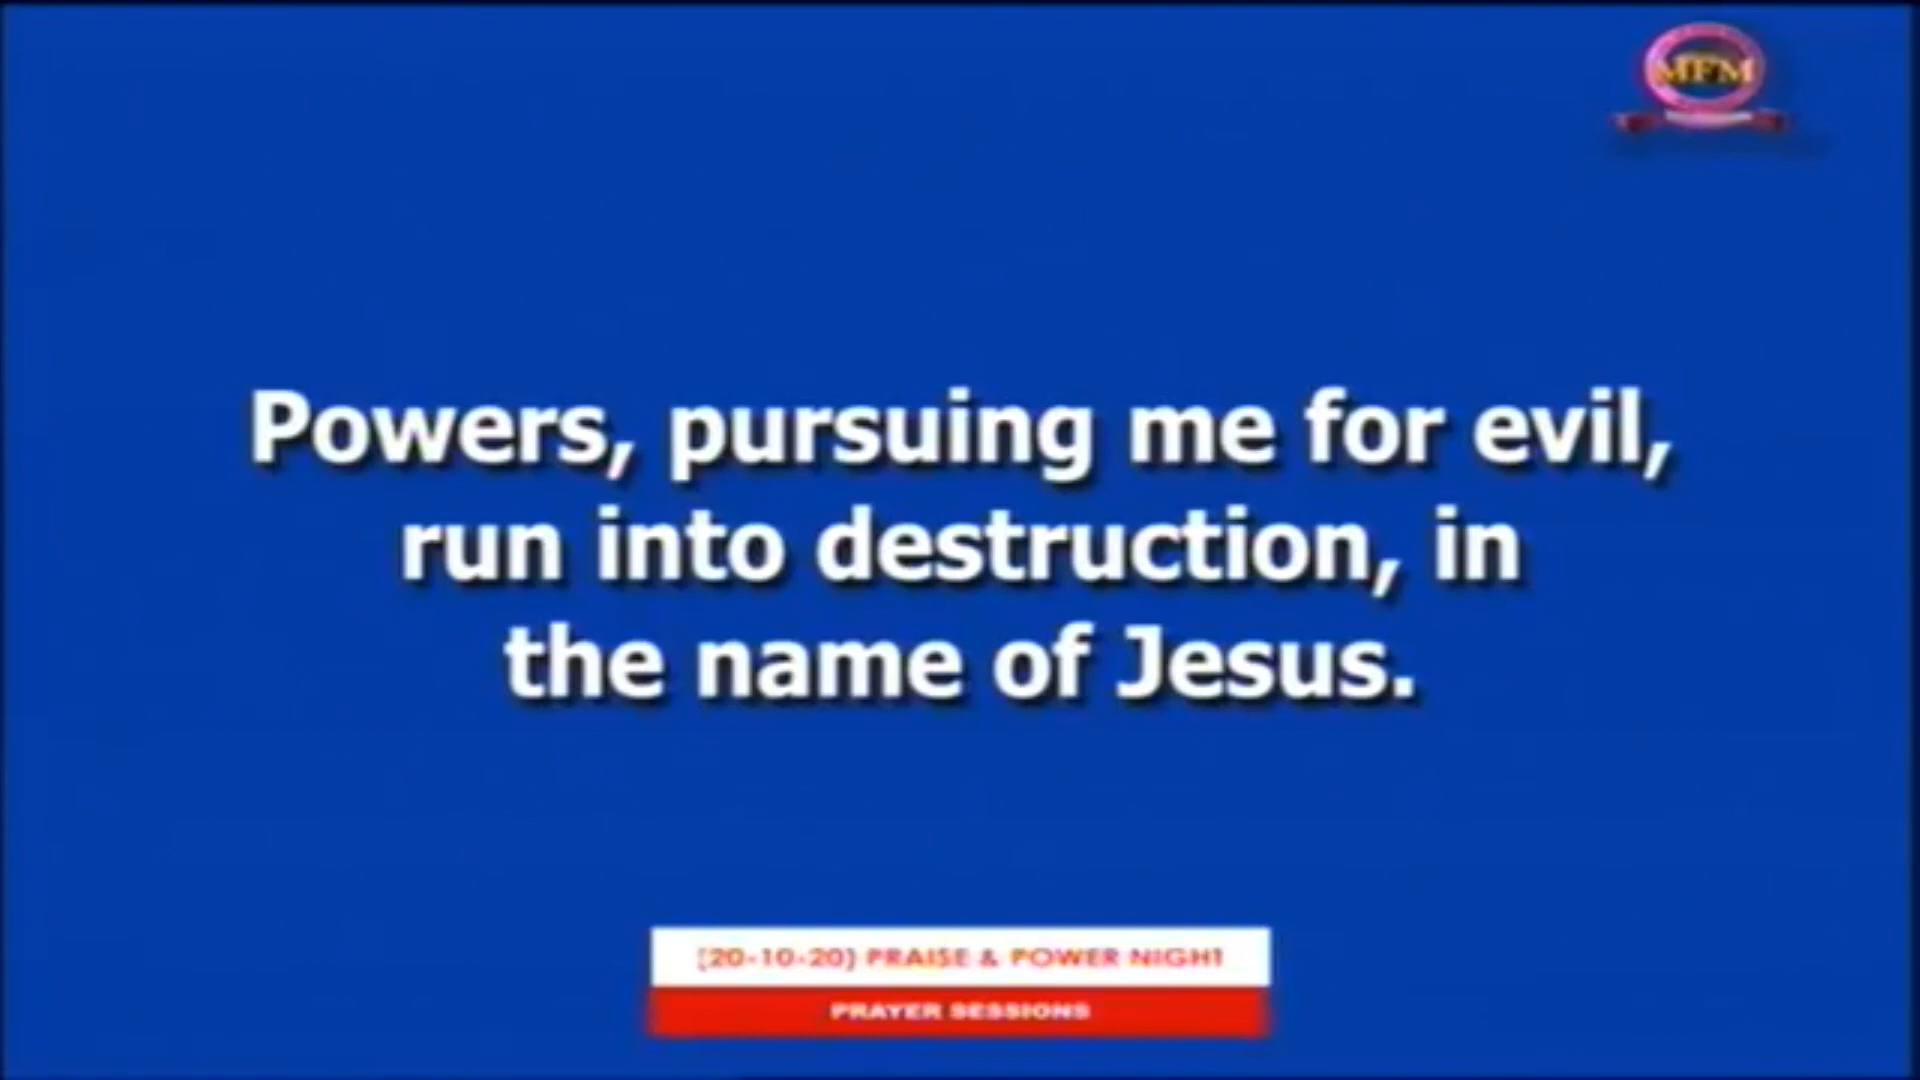 MFM
Powers, pursuing me for evil,
run into destruction, in
the name of Jesus.
[20-10-20] PRAISE & POWER NIGHT
PRAYER SESSIONS